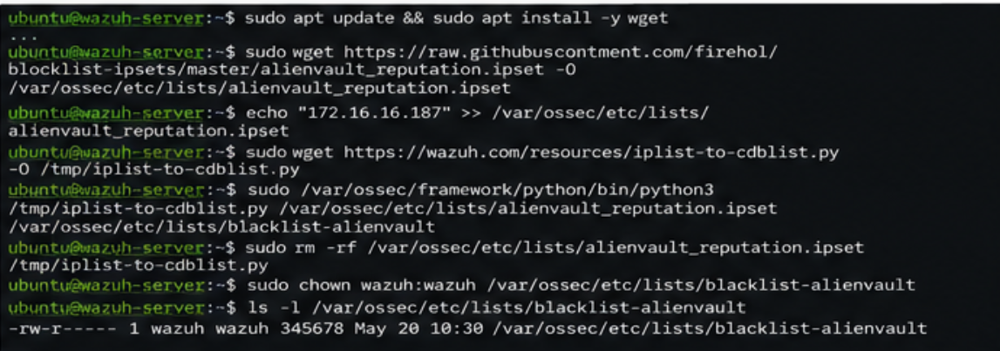 ubuntu@wazuh-server:~$ sudo apt update && sudo apt install -y wget
...
ubuntu@wazuh-server:~$ sudo wget https://raw.githubuscontment.com/firehol/
blocklist-ipsets/master/alienvault_reputation.ipset -O
/var/ossec/etc/lists/alienvault_reputation.ipset
ubuntu@wazuh-server:~$ echo "172.16.16.187" >> /var/ossec/etc/lists/
alienvault_reputation.ipset
ubuntu@wazuh-server:~$ sudo wget https://wazuh.com/resources/iplist-to-cdblist.py
-O /tmp/iplist-to-cdblist.py
ubuntu@wazuh-server:~$ sudo /var/ossec/framework/python/bin/python3
/tmp/iplist-to-cdblist.py /var/ossec/etc/lists/alienvault_reputation.ipset
/var/ossec/etc/lists/blacklist-alienvault
ubuntu@wazuh-server:~$ sudo rm -rf /var/ossec/etc/lists/alienvault_reputation.ipset
/tmp/iplist-to-cdblist.py
ubuntu@wazuh-server:~$ sudo chown wazuh:wazuh /var/ossec/etc/lists/blacklist-alienvault
ubuntu@wazuh-server:~$ ls -l /var/ossec/etc/lists/blacklist-alienvault
-rw-r----- 1 wazuh wazuh 345678 May 20 10:30 /var/ossec/etc/lists/blacklist-alienvault